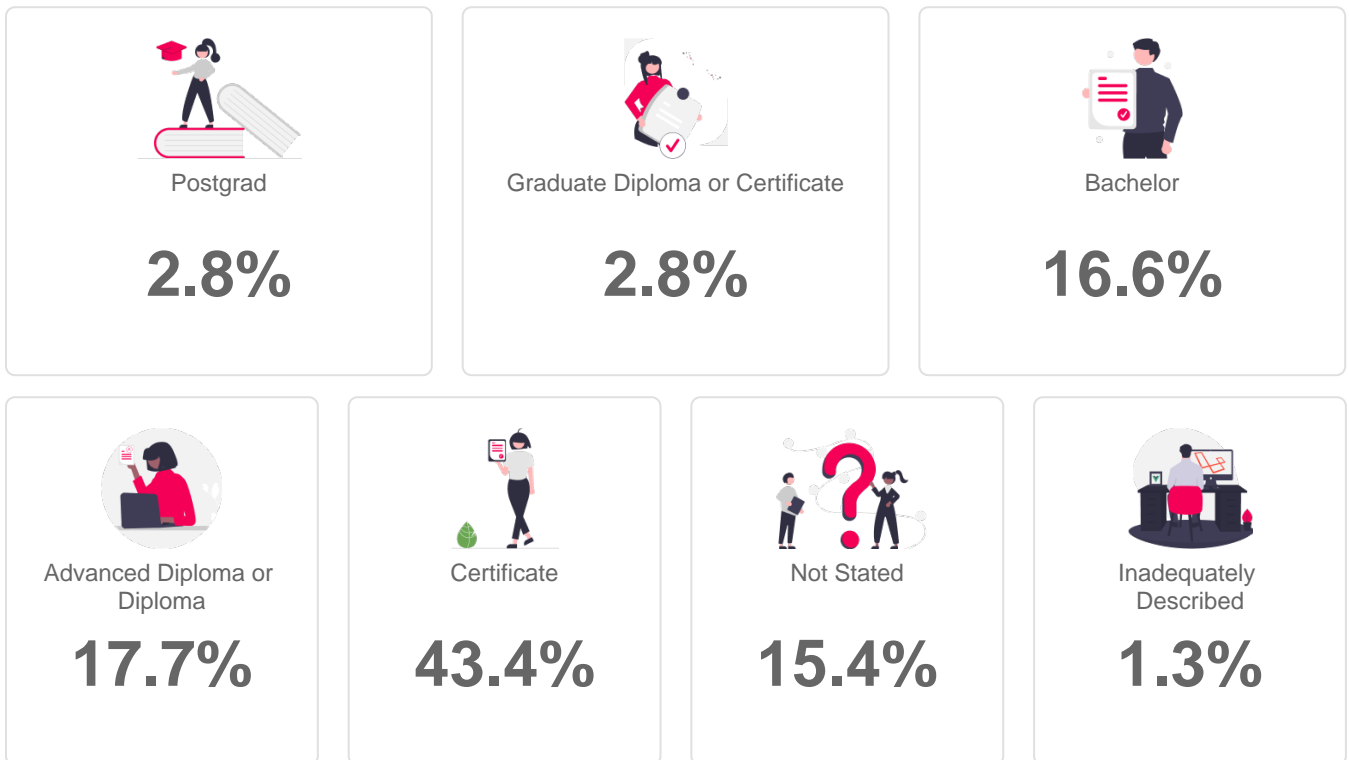 Postgrad
2.8%
Graduate Diploma or Certificate
2.8%
Bachelor
16.6%
Advanced Diploma or
Diploma
17.7%
Certificate
43.4%
Not Stated
15.4%
Inadequately
Described
1.3%